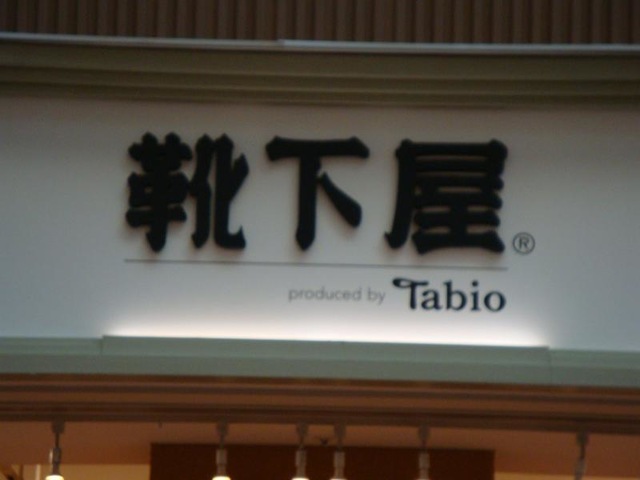 靴下屋®
produced by Tabio